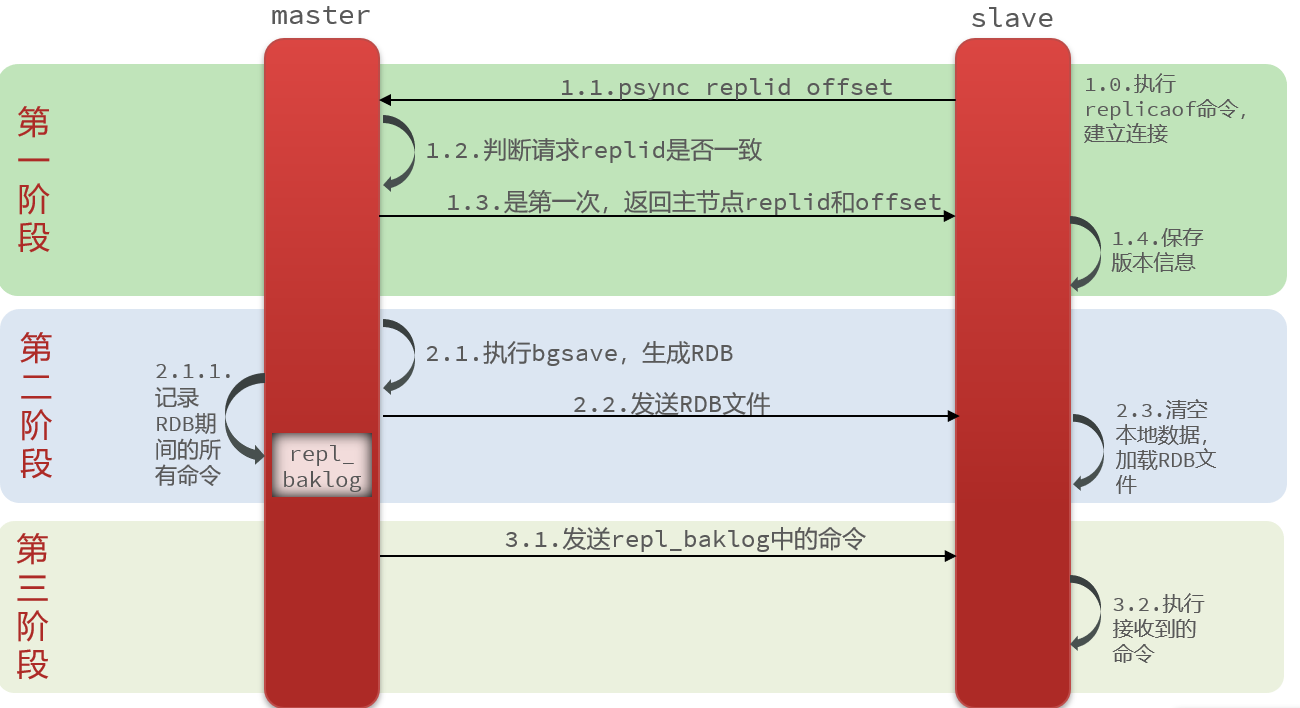 master
slave
第
一
阶
段
1.0.执行
replicaof命令，
建立连接
1.1.psync replid offset
1.2.判断请求replid是否一致
1.3.是第一次，返回主节点replid和offset
1.4.保存
版本信息
第
二
阶
段
2.1.执行bgsave，生成RDB
2.1.1.
记录
RDB期
间的所
有命令
repl_
baklog
2.2.发送RDB文件
2.3.清空
本地数据，
加载RDB文
件
第
三
阶
段
3.1.发送repl_baklog中的命令
3.2.执行
接收到的
命令